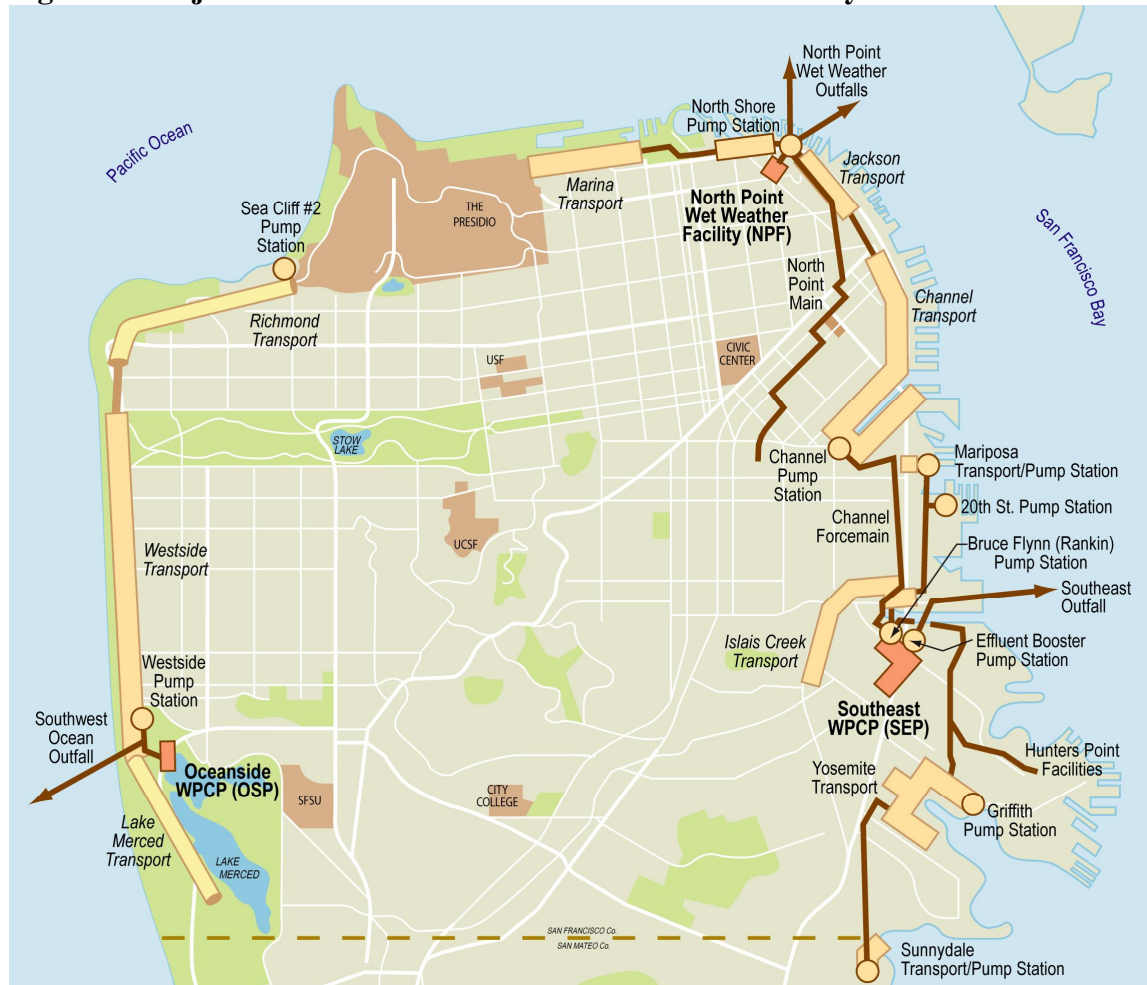 North Point
Wet Weather
Outfalls
North Shore
Pump Station
Pacific Ocean
Jackson
Transport
Marina
Transport
THE
PRESIDIO
North Point
Wet Weather
Facility (NPF)
Sea Cliff #2
Pump
Station
San Francisco Bay
North
Point
Main
Richmond
Transport
Channel
Transport
CIVIC
CENTER
USF
STOW
LAKE
Channel
Pump
Station
Mariposa
Transport/Pump Station
20th St. Pump Station
Channel
Forcemain
UCSF
Bruce Flynn (Rankin)
Pump Station
Westside
Transport
Southeast
Outfall
Islais Creek
Transport
Effluent Booster
Pump Station
Westside
Pump
Station
Southeast
WPCP (SEP)
Southwest
Ocean
Outfall
Hunters Point
Facilities
Oceanside
WPCP (OSP)
Yosemite
Transport
SFSU
CITY
COLLEGE
Griffith
Pump Station
Lake
Merced
Transport
LAKE
MERCED
SAN FRANCISCO Co.
SAN MATEO Co.
Sunnydale
Transport/Pump Station